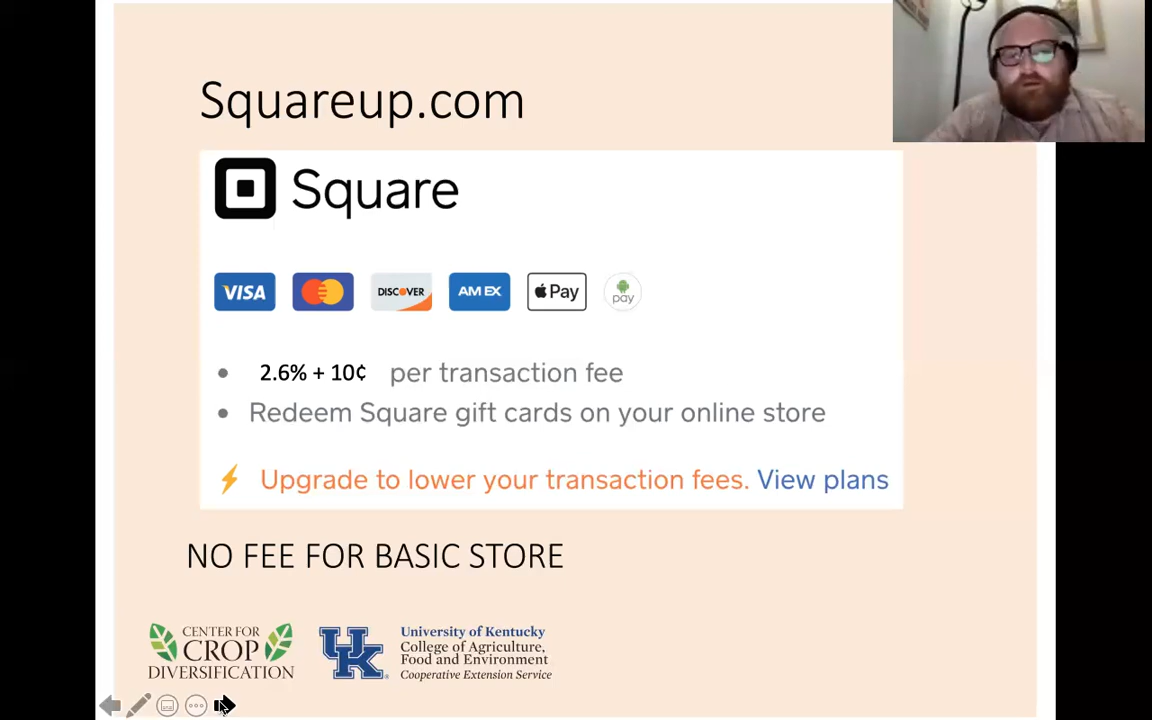 Squareup.com
Square
VISA
DISCOVER
AM EX
Pay
pay
2.6% + 10¢ per transaction fee
Redeem Square gift cards on your online store
Upgrade to lower your transaction fees. View plans
NO FEE FOR BASIC STORE
CENTER FOR
CROP
DIVERSIFICATION
UK
University of Kentucky
College of Agriculture,
Food and Environment
Cooperative Extension Service